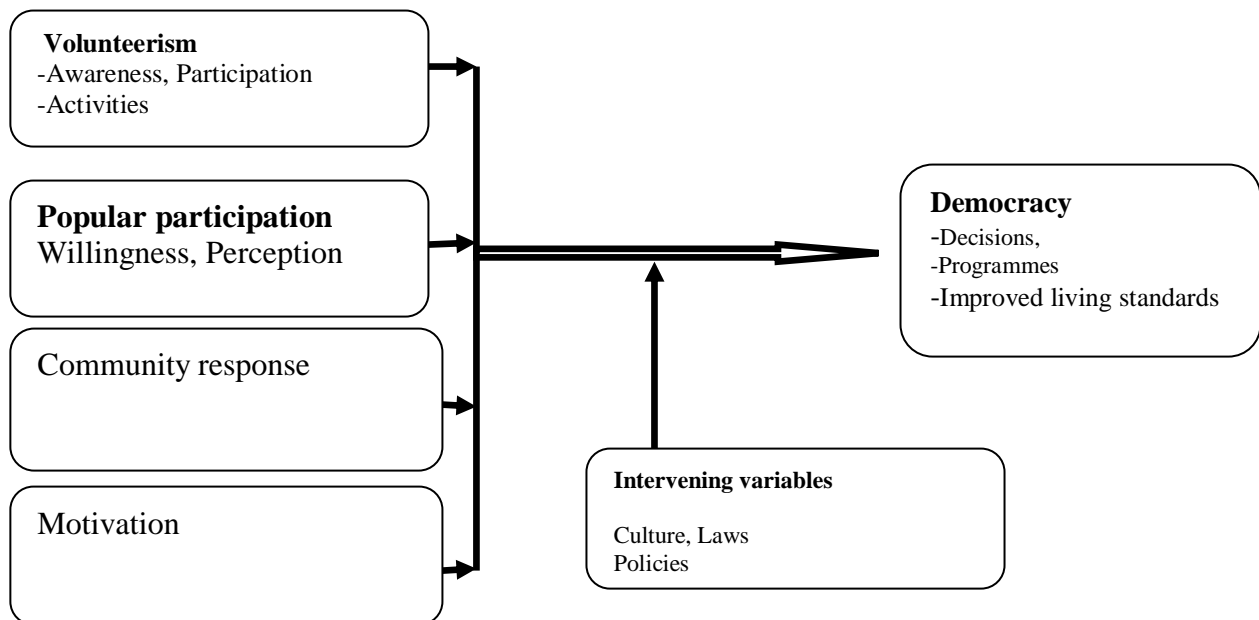 Volunteerism
-Awareness, Participation
-Activities
Popular participation
Willingness, Perception
Community response
Motivation
Democracy
-Decisions,
-Programmes
-Improved living standards
Intervening variables
Culture, Laws
Policies